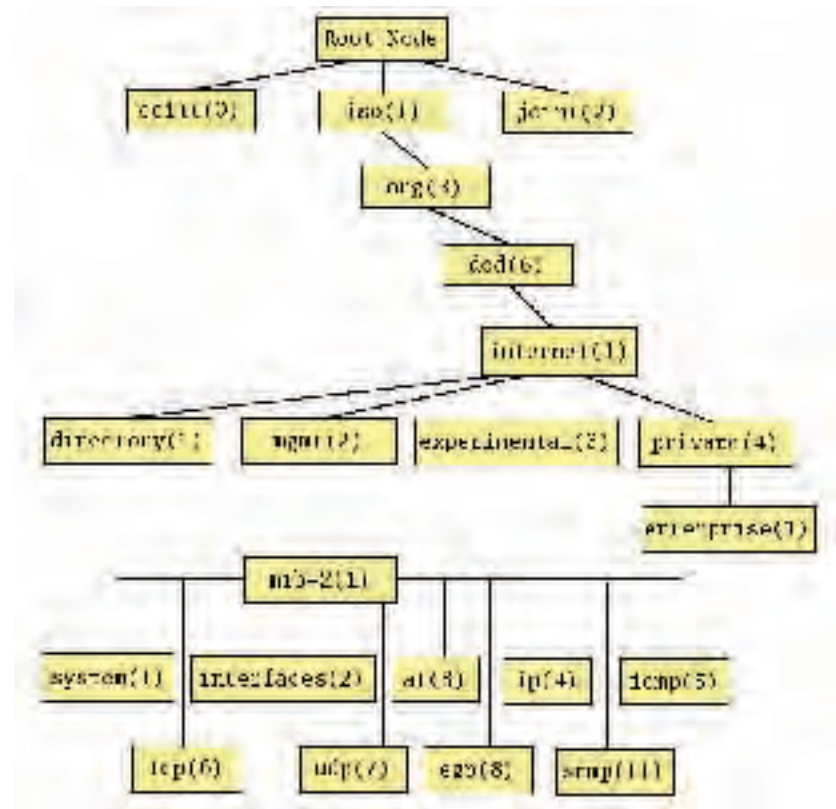 Root Node
ccitt(0) iso(1) joint(2)
org(3)
dod(6)
internet(1)
directory(1) mgmt(2) experimental(3) private(4)
enterprise(1)
mib-2(1)
system(1) interfaces(2) at(3) ip(4) icmp(5)
tcp(6) udp(7) egp(8) snmp(11)